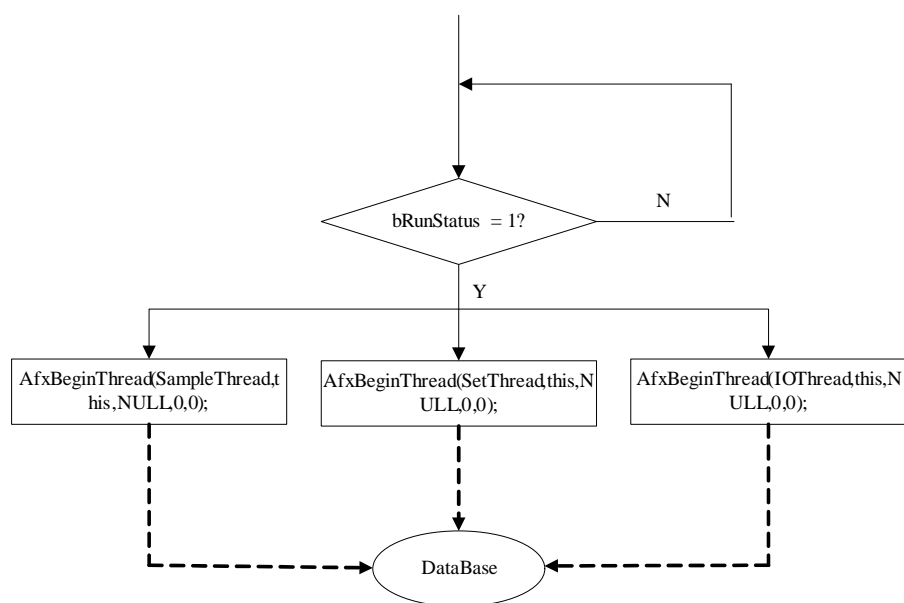 N
bRunStatus = 1?
Y
AfxBeginThread(SampleThread,t
his,NULL,0,0);
AfxBeginThread(SetThread,this,N
ULL,0,0);
AfxBeginThread(IOThread,this,N
ULL,0,0);
DataBase